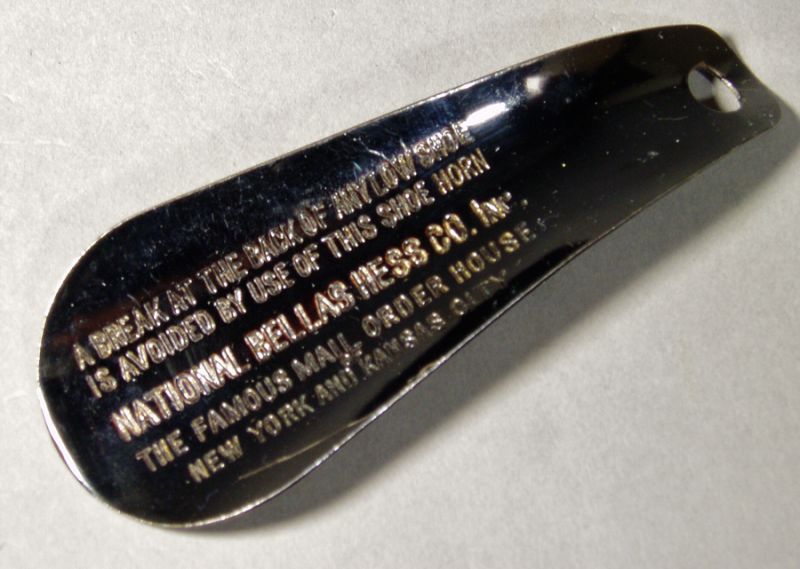 A BREAK AT THE BACK OF ANY LOW SHOE
IS AVOIDED BY USE OF THIS SHOE HORN
NATIONAL BELLAS HESS CO. INC.
THE FAMOUS MAIL ORDER HOUSE
NEW YORK AND KANSAS CITY